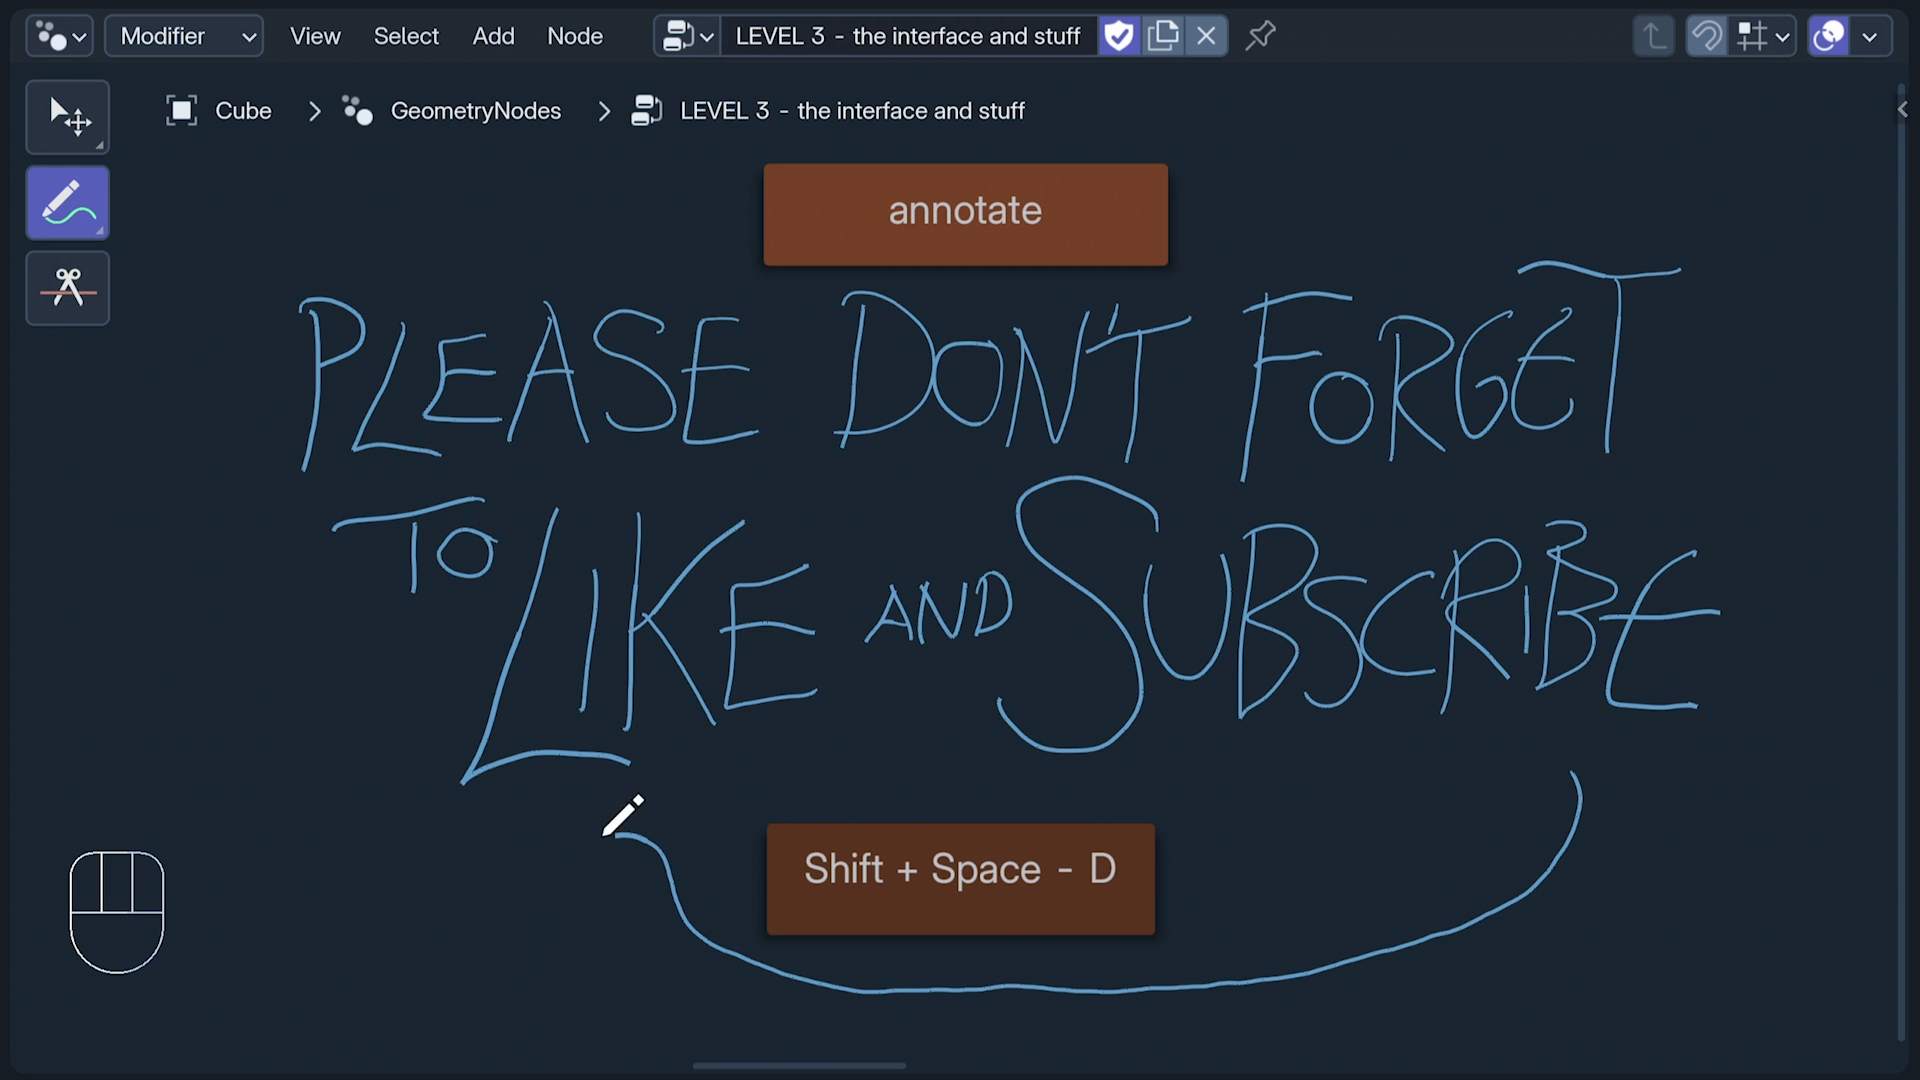 Modifier View Select Add Node LEVEL 3 - the interface and stuff
Cube GeometryNodes LEVEL 3 - the interface and stuff
annotate
PLEASE DON'T FORGET
TO LIKE AND SUBSCRIBE
Shift + Space - D